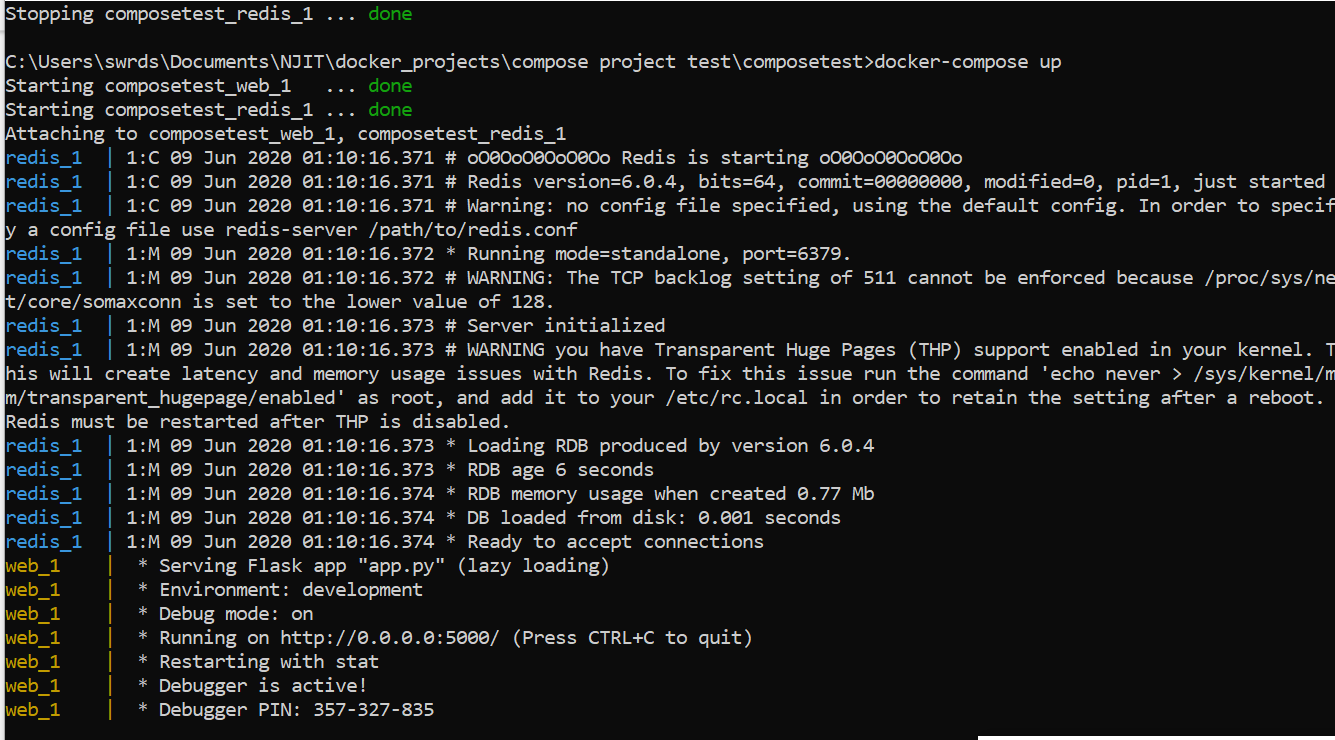 Stopping composetest_redis_1 ... done
C:\Users\swrds\Documents\NJIT\docker_projects\compose project test\composetest>docker-compose up
Starting composetest_web_1   ... done
Starting composetest_redis_1 ... done
Attaching to composetest_web_1, composetest_redis_1
redis_1  | 1:C 09 Jun 2020 01:10:16.371 # oO0OoO0OoO0Oo Redis is starting oO0OoO0OoO0Oo
redis_1  | 1:C 09 Jun 2020 01:10:16.371 # Redis version=6.0.4, bits=64, commit=00000000, modified=0, pid=1, just started
redis_1  | 1:C 09 Jun 2020 01:10:16.371 # Warning: no config file specified, using the default config. In order to specif
y a config file use redis-server /path/to/redis.conf
redis_1  | 1:M 09 Jun 2020 01:10:16.372 * Running mode=standalone, port=6379.
redis_1  | 1:M 09 Jun 2020 01:10:16.372 # WARNING: The TCP backlog setting of 511 cannot be enforced because /proc/sys/ne
t/core/somaxconn is set to the lower value of 128.
redis_1  | 1:M 09 Jun 2020 01:10:16.373 # Server initialized
redis_1  | 1:M 09 Jun 2020 01:10:16.373 # WARNING you have Transparent Huge Pages (THP) support enabled in your kernel. T
his will create latency and memory usage issues with Redis. To fix this issue run the command 'echo never > /sys/kernel/m
m/transparent_hugepage/enabled' as root, and add it to your /etc/rc.local in order to retain the setting after a reboot.
Redis must be restarted after THP is disabled.
redis_1  | 1:M 09 Jun 2020 01:10:16.373 * Loading RDB produced by version 6.0.4
redis_1  | 1:M 09 Jun 2020 01:10:16.373 * RDB age 6 seconds
redis_1  | 1:M 09 Jun 2020 01:10:16.374 * RDB memory usage when created 0.77 Mb
redis_1  | 1:M 09 Jun 2020 01:10:16.374 * DB loaded from disk: 0.001 seconds
redis_1  | 1:M 09 Jun 2020 01:10:16.374 * Ready to accept connections
web_1    |  * Serving Flask app "app.py" (lazy loading)
web_1    |  * Environment: development
web_1    |  * Debug mode: on
web_1    |  * Running on http://0.0.0.0:5000/ (Press CTRL+C to quit)
web_1    |  * Restarting with stat
web_1    |  * Debugger is active!
web_1    |  * Debugger PIN: 357-327-835